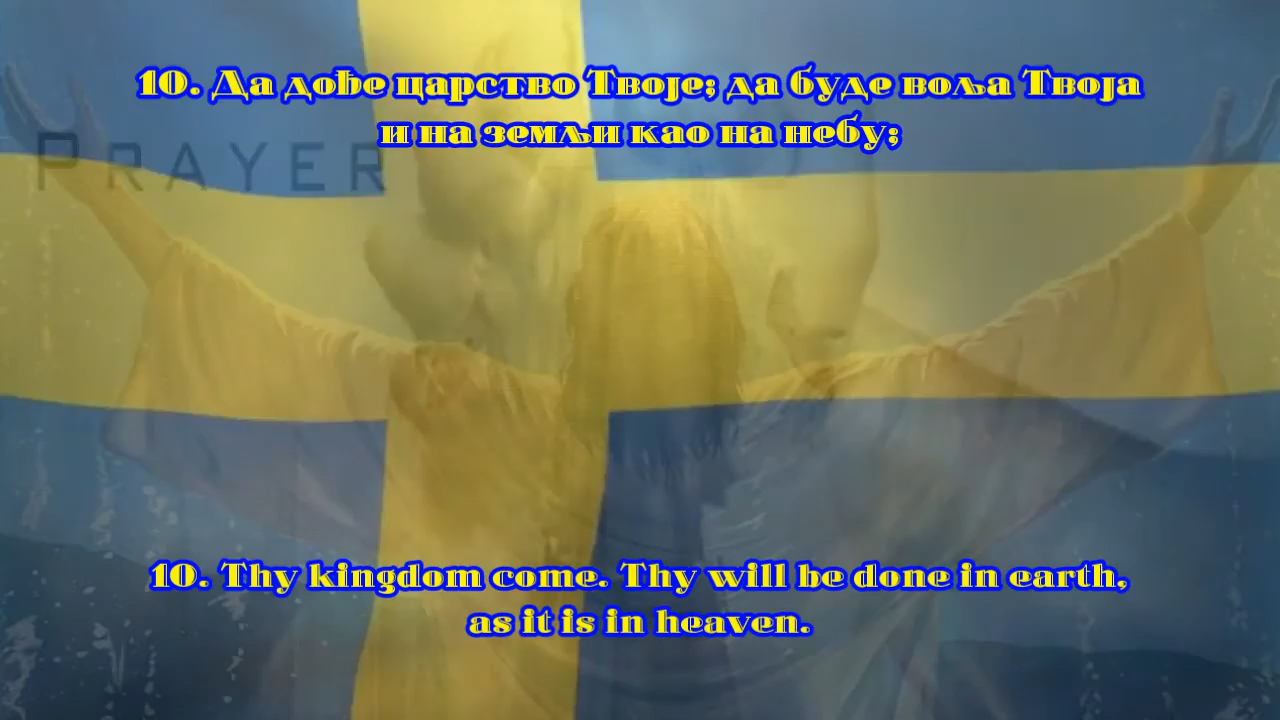 10. Да дође царство Твоје; да буде воља Твоја
и на земљи као на небу;
PRAYER
10. Thy kingdom come. Thy will be done in earth,
as it is in heaven.